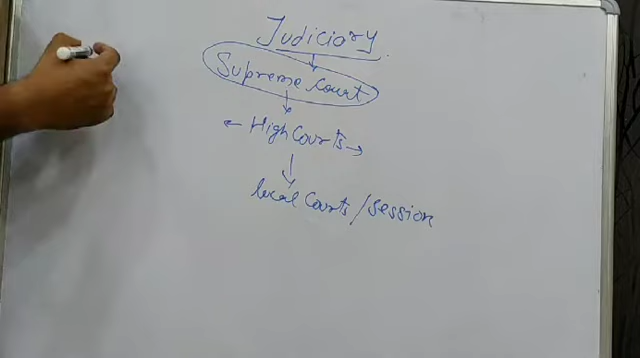 Judiciary
Supreme court
← High Courts →
local Courts / session